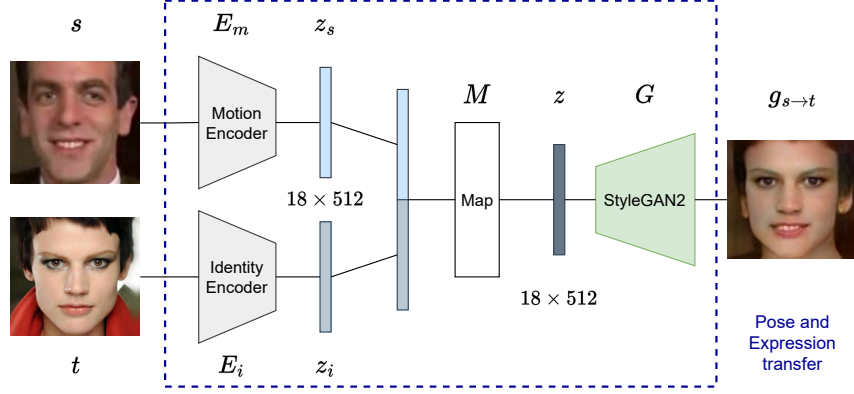 s
E_m
z_s
Motion
Encoder
18 × 512
M
z
G
g_{s→t}
Map
StyleGAN2
18 × 512
Identity
Encoder
t
E_i
z_i
Pose and
Expression
transfer